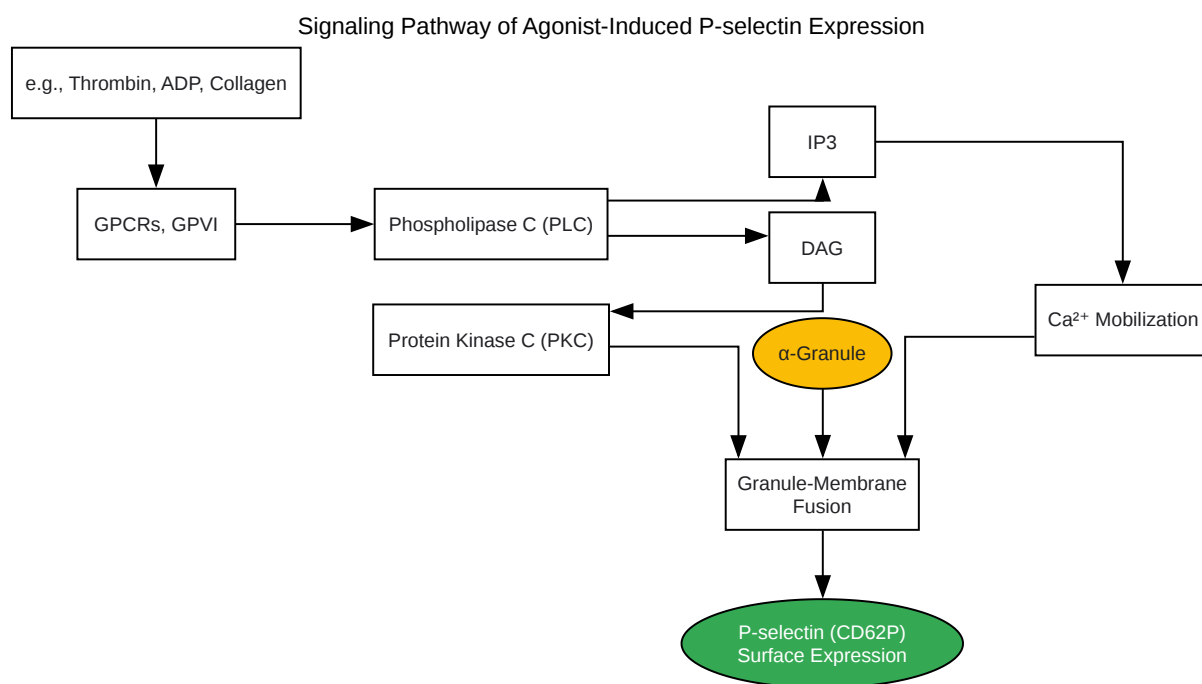 Signaling Pathway of Agonist-Induced P-selectin Expression
e.g., Thrombin, ADP, Collagen
IP3
GPCRs, GPVI
Phospholipase C (PLC)
DAG
Protein Kinase C (PKC)
Ca²⁺ Mobilization
α-Granule
Granule-Membrane
Fusion
P-selectin (CD62P)
Surface Expression